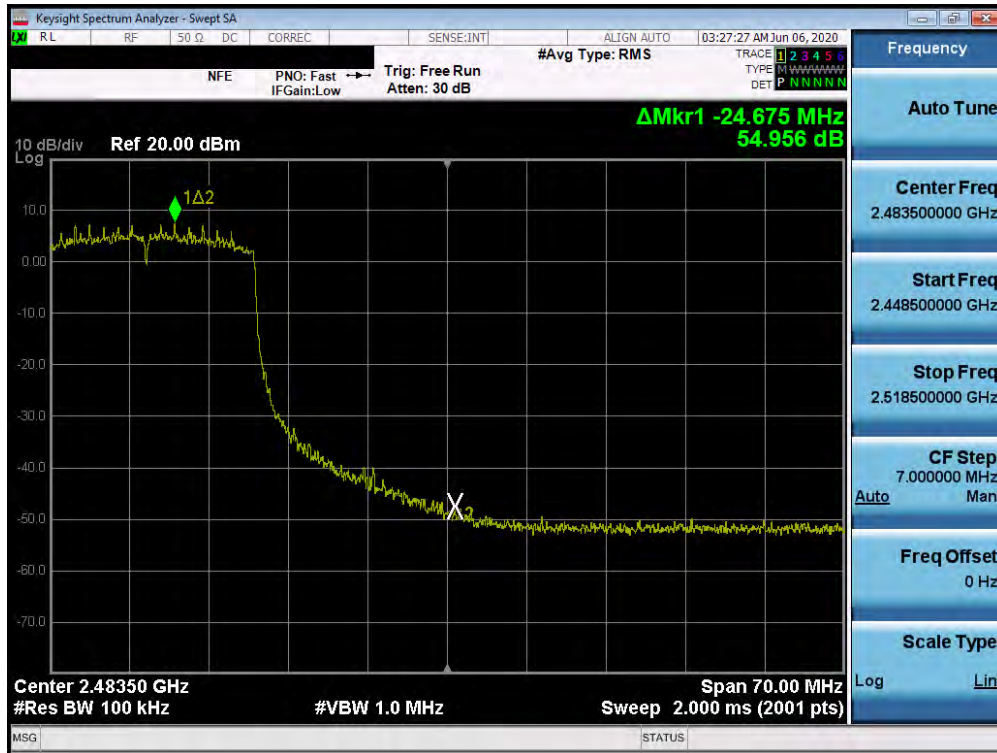 Keysight Spectrum Analyzer - Swept SA
LXI RL RF 50 Ω DC CORREC SENSE:INT ALIGN AUTO 03:27:27 AM Jun 06, 2020
#Avg Type: RMS TRACE 1 2 3 4 5 6
NFE PNO: Fast Trig: Free Run TYPE M WWWWW
IFGain:Low Atten: 30 dB DET P N N N N N
ΔMkr1 -24.675 MHz
54.956 dB
10 dB/div Ref 20.00 dBm
Log
1Δ2
10.0
0.00
-10.0
-20.0
-30.0
-40.0
-50.0
-60.0
-70.0
X
2
Center 2.48350 GHz Span 70.00 MHz
#Res BW 100 kHz #VBW 1.0 MHz Sweep 2.000 ms (2001 pts)
MSG STATUS
Frequency
Auto Tune
Center Freq
2.483500000 GHz
Start Freq
2.448500000 GHz
Stop Freq
2.518500000 GHz
CF Step
7.000000 MHz
Auto Man
Freq Offset
0 Hz
Scale Type
Log Lin